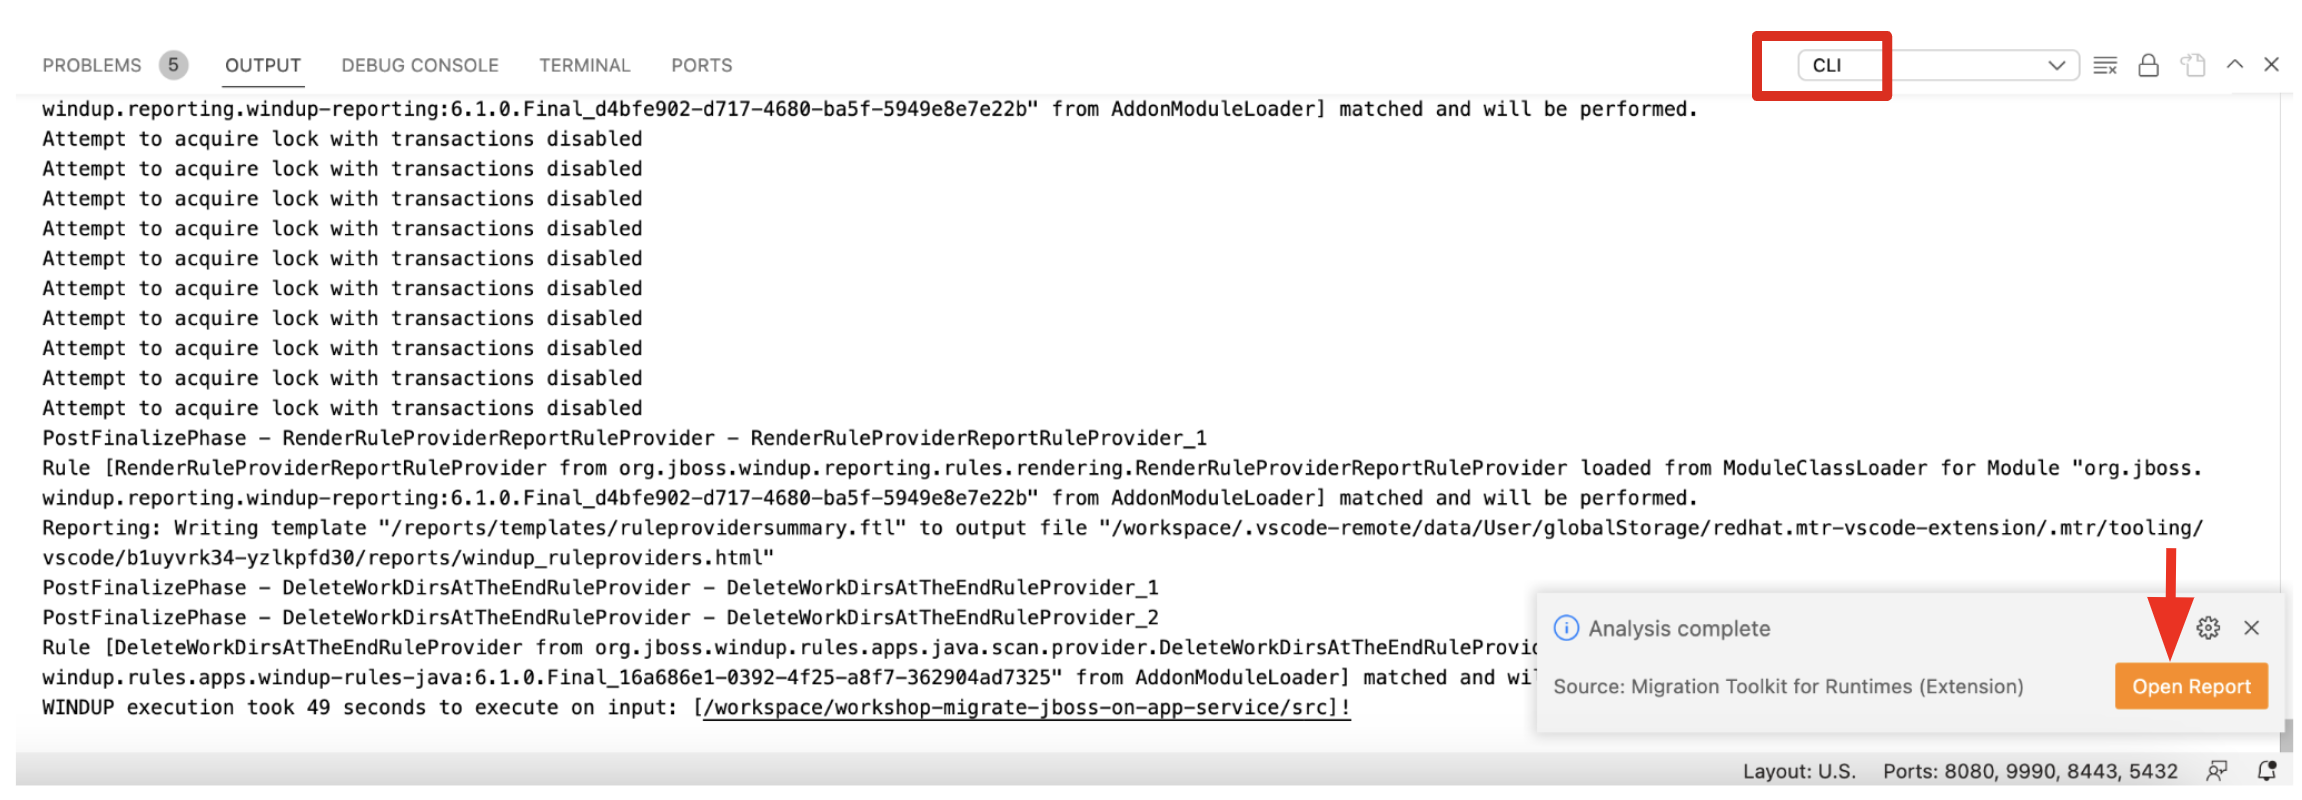 PROBLEMS 5 OUTPUT DEBUG CONSOLE TERMINAL PORTS CLI
windup.reporting.windup-reporting:6.1.0.Final_d4bfe902-d717-4680-ba5f-5949e8e7e22b" from AddonModuleLoader] matched and will be performed.
Attempt to acquire lock with transactions disabled
Attempt to acquire lock with transactions disabled
Attempt to acquire lock with transactions disabled
Attempt to acquire lock with transactions disabled
Attempt to acquire lock with transactions disabled
Attempt to acquire lock with transactions disabled
Attempt to acquire lock with transactions disabled
Attempt to acquire lock with transactions disabled
Attempt to acquire lock with transactions disabled
Attempt to acquire lock with transactions disabled
PostFinalizePhase - RenderRuleProviderReportRuleProvider - RenderRuleProviderReportRuleProvider_1
Rule [RenderRuleProviderReportRuleProvider from org.jboss.windup.reporting.rules.rendering.RenderRuleProviderReportRuleProvider loaded from ModuleClassLoader for Module "org.jboss.
windup.reporting.windup-reporting:6.1.0.Final_d4bfe902-d717-4680-ba5f-5949e8e7e22b" from AddonModuleLoader] matched and will be performed.
Reporting: Writing template "/reports/templates/ruleprovidersummary.ftl" to output file "/workspace/.vscode-remote/data/User/globalStorage/redhat.mtr-vscode-extension/.mtr/tooling/
vscode/b1uyvrk34-yzlkpfd30/reports/windup_ruleproviders.html"
PostFinalizePhase - DeleteWorkDirsAtTheEndRuleProvider - DeleteWorkDirsAtTheEndRuleProvider_1
PostFinalizePhase - DeleteWorkDirsAtTheEndRuleProvider - DeleteWorkDirsAtTheEndRuleProvider_2
Rule [DeleteWorkDirsAtTheEndRuleProvider from org.jboss.windup.rules.apps.java.scan.provider.DeleteWorkDirsAtTheEndRuleProvid
windup.rules.apps.windup-rules-java:6.1.0.Final_16a686e1-0392-4f25-a8f7-362904ad7325" from AddonModuleLoader] matched and wi
WINDUP execution took 49 seconds to execute on input: [/workspace/workshop-migrate-jboss-on-app-service/src]!
Analysis complete
Source: Migration Toolkit for Runtimes (Extension)
Open Report
Layout: U.S. Ports: 8080, 9990, 8443, 5432